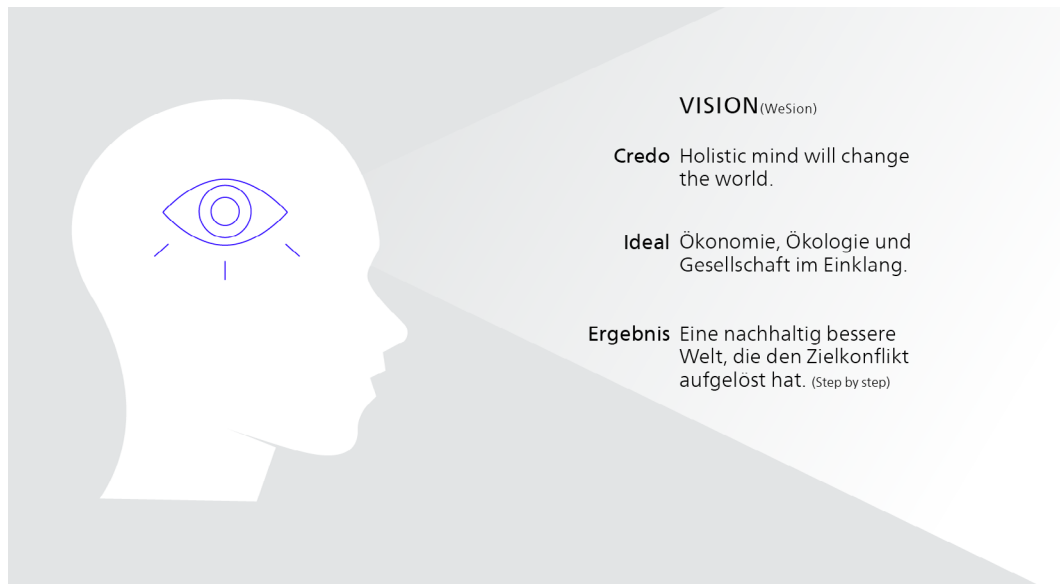 VISION (WeSion)
Credo Holistic mind will change
the world.
Ideal Ökonomie, Ökologie und
Gesellschaft im Einklang.
Ergebnis Eine nachhaltig bessere
Welt, die den Zielkonflikt
aufgelöst hat. (Step by step)